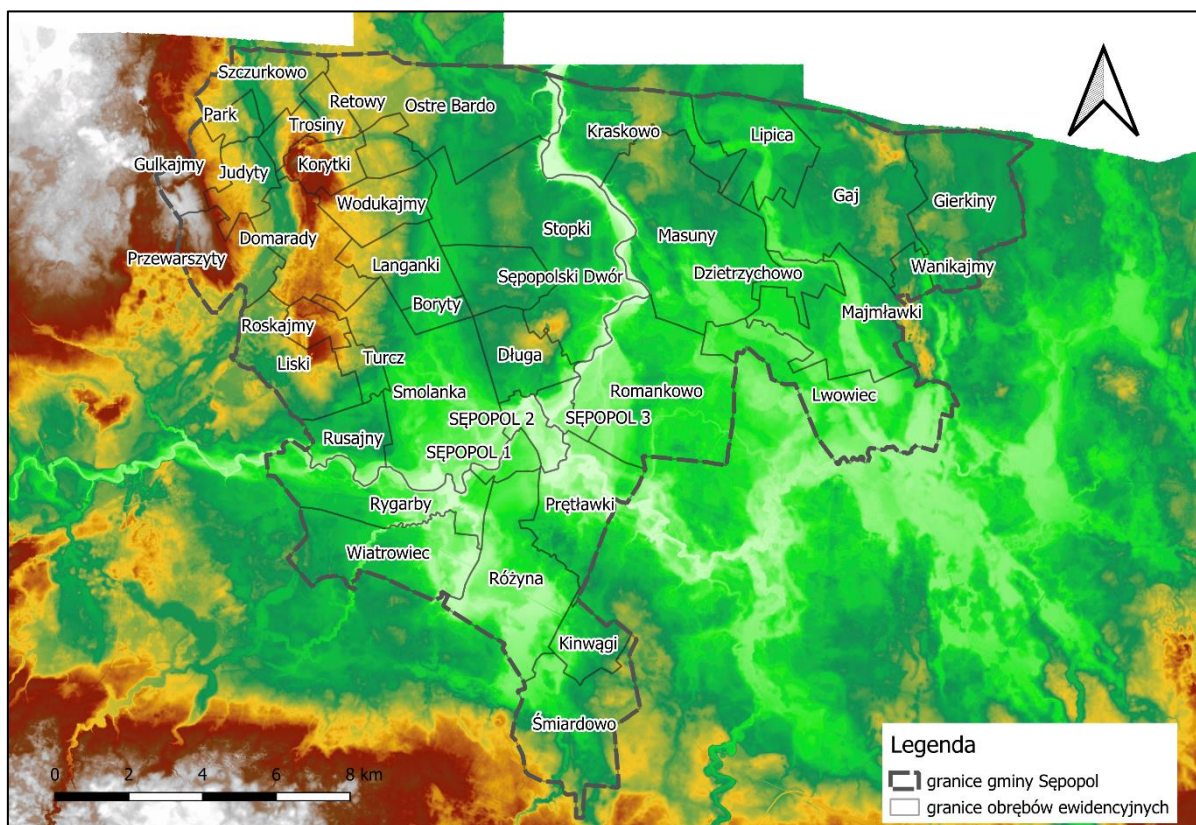 Szczurkowo
Park
Retowy
Ostre Bardo
Trosiny
Kraskowo
Lipica
Gulkajmy
Judyty
Korytki
Wodukajmy
Gaj
Gierkiny
Domarady
Stopki
Masuny
Przewarszyty
Langanki
Sępopolski Dwór
Dzietrzychowo
Wanikajmy
Boryty
Majmławki
Roskajmy
Liski
Turcz
Długa
Smolanka
Romankowo
Lwowiec
SĘPOPOL 2
SĘPOPOL 3
Rusajny
SĘPOPOL 1
Rygarby
Prętławki
Wiatrowiec
Różyna
Kinwągi
Śmiardowo
0 2 4 6 8 km
Legenda
granice gminy Sępopol
granice obrębów ewidencyjnych